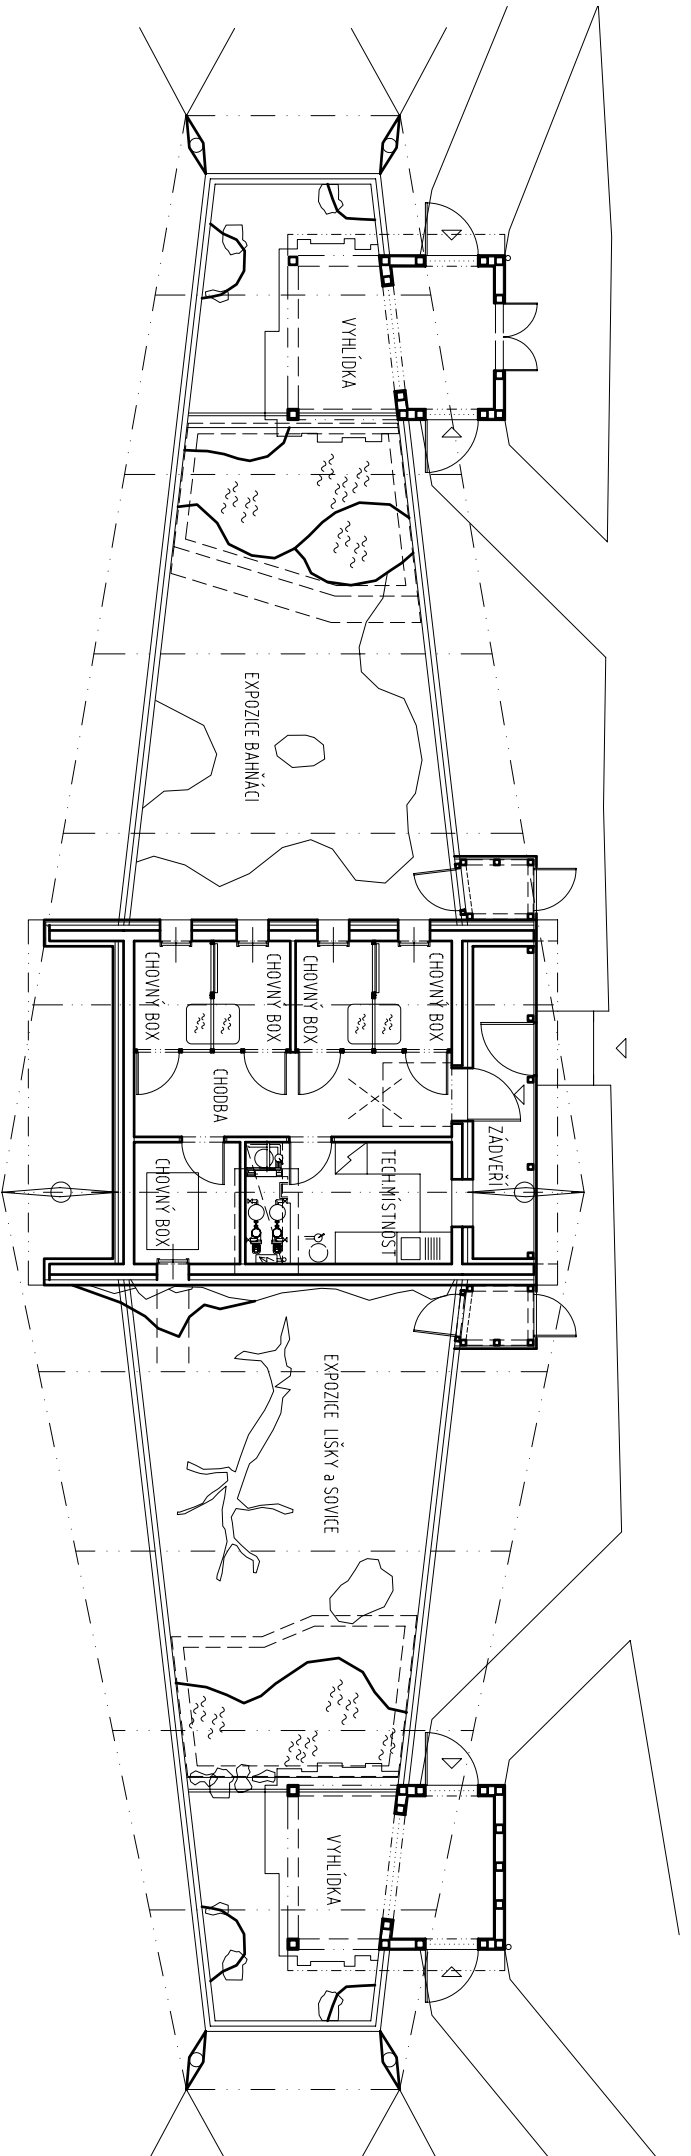 VYHLÍDKA
EXPOZICE BAHŇÁCI
CHOVNÝ BOX
CHOVNÝ BOX
CHOVNÝ BOX
CHOVNÝ BOX
CHODBA
ZÁDVEŘÍ
TECH.MÍSTNOST
CHOVNÝ BOX
EXPOZICE LIŠKY a SOVICE
VYHLÍDKA